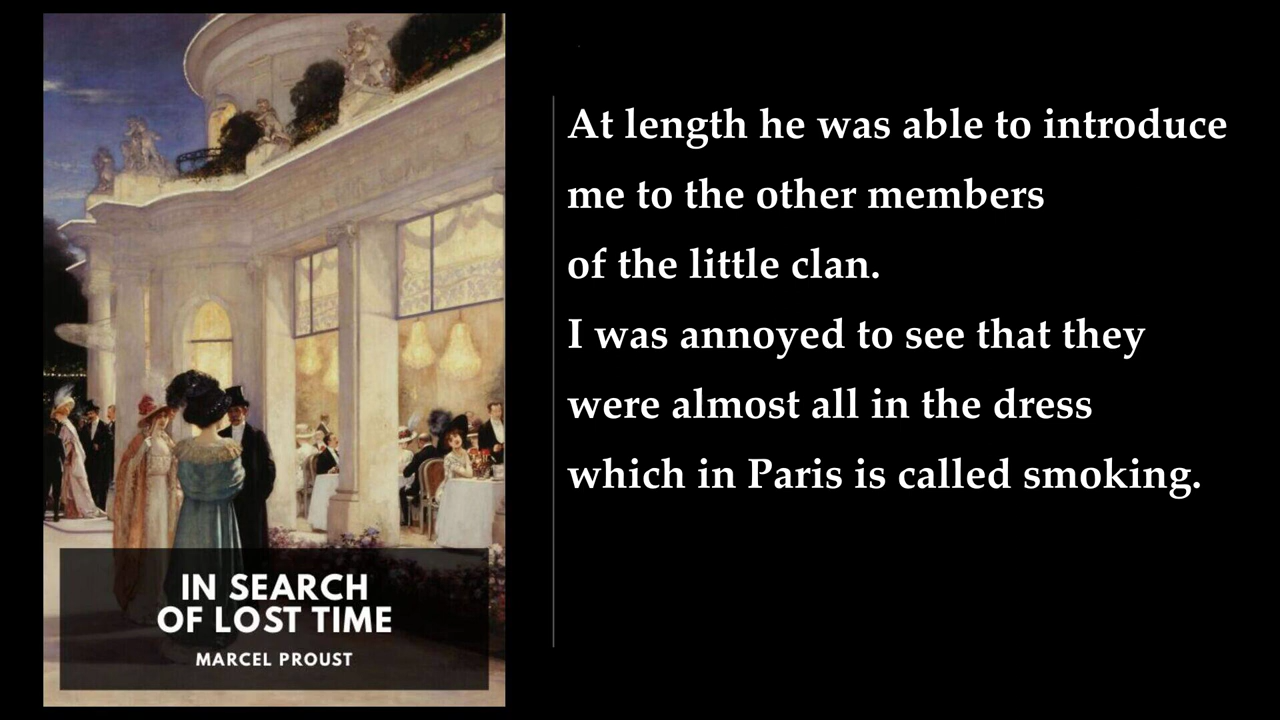 At length he was able to introduce
me to the other members
of the little clan.
I was annoyed to see that they
were almost all in the dress
which in Paris is called smoking.
IN SEARCH
OF LOST TIME
MARCEL PROUST